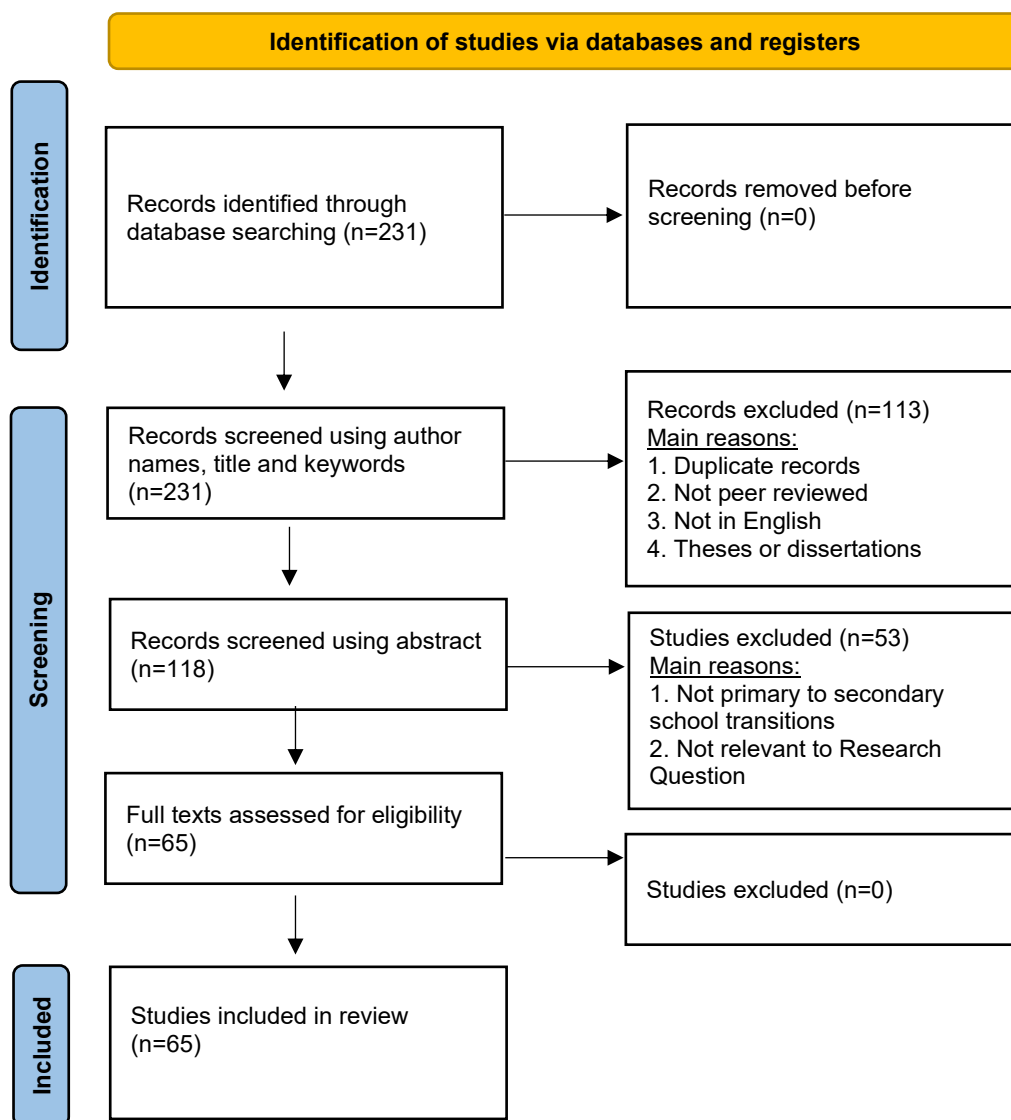 Identification of studies via databases and registers
Identification
Records identified through
database searching (n=231)
Records removed before
screening (n=0)
Screening
Records screened using author
names, title and keywords
(n=231)
Records excluded (n=113)
Main reasons:
1. Duplicate records
2. Not peer reviewed
3. Not in English
4. Theses or dissertations
Records screened using abstract
(n=118)
Studies excluded (n=53)
Main reasons:
1. Not primary to secondary
school transitions
2. Not relevant to Research
Question
Full texts assessed for eligibility
(n=65)
Studies excluded (n=0)
Included
Studies included in review
(n=65)